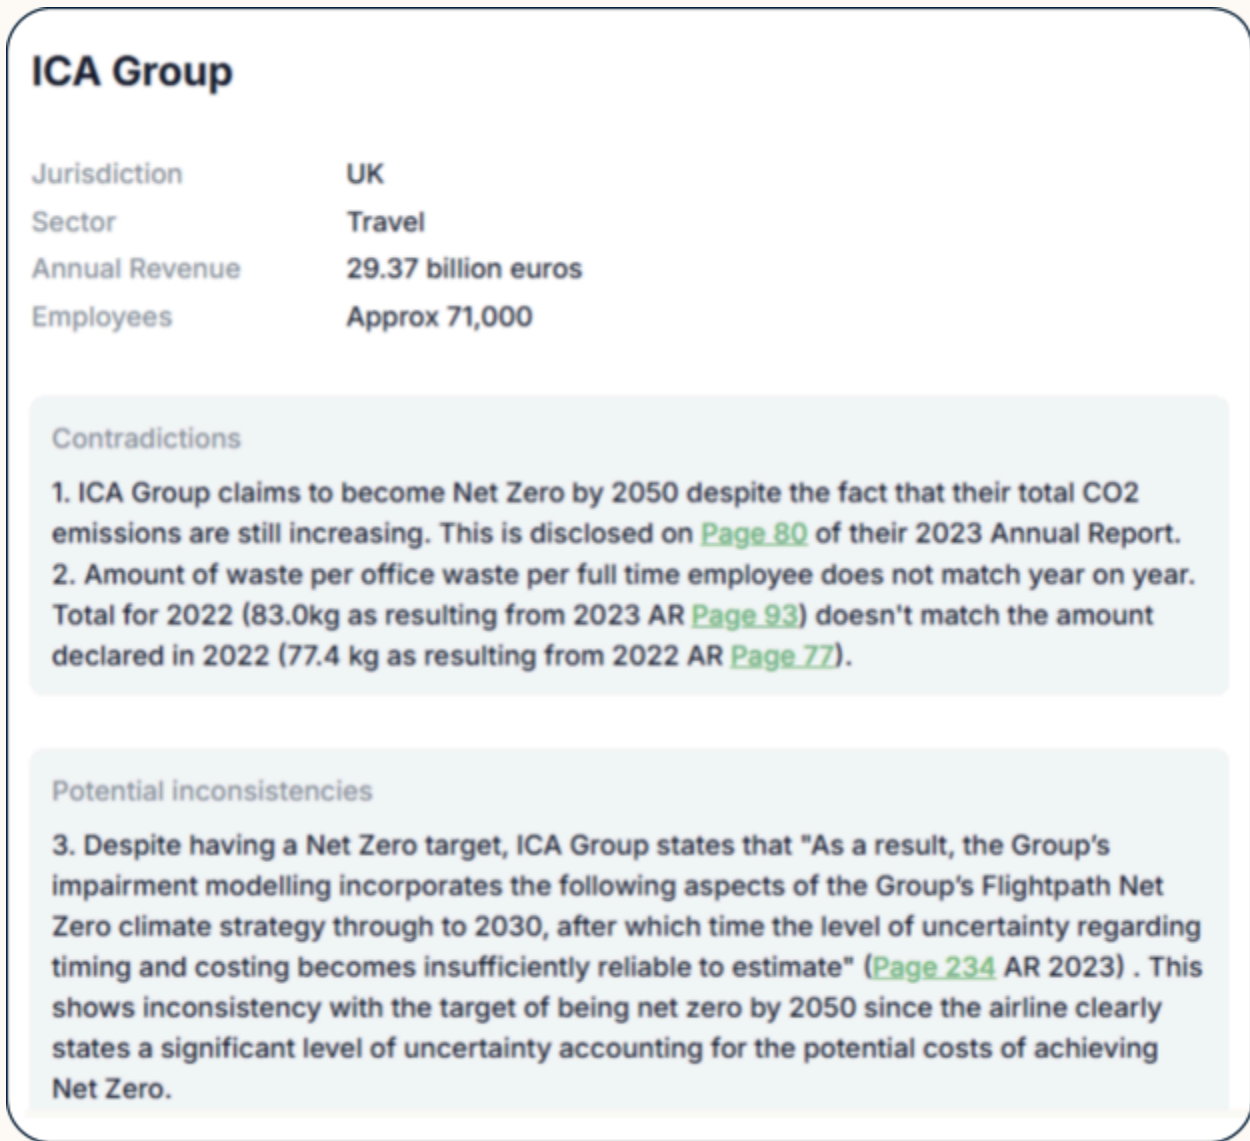 ICA Group
Jurisdiction UK
Sector Travel
Annual Revenue 29.37 billion euros
Employees Approx 71,000
Contradictions
1. ICA Group claims to become Net Zero by 2050 despite the fact that their total CO2
emissions are still increasing. This is disclosed on Page 80 of their 2023 Annual Report.
2. Amount of waste per office waste per full time employee does not match year on year.
Total for 2022 (83.0kg as resulting from 2023 AR Page 93) doesn't match the amount
declared in 2022 (77.4 kg as resulting from 2022 AR Page 77).
Potential inconsistencies
3. Despite having a Net Zero target, ICA Group states that "As a result, the Group’s
impairment modelling incorporates the following aspects of the Group’s Flightpath Net
Zero climate strategy through to 2030, after which time the level of uncertainty regarding
timing and costing becomes insufficiently reliable to estimate" (Page 234 AR 2023) . This
shows inconsistency with the target of being net zero by 2050 since the airline clearly
states a significant level of uncertainty accounting for the potential costs of achieving
Net Zero.